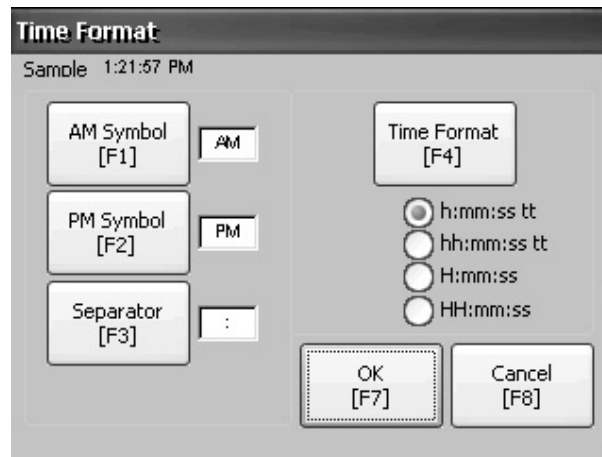 Time Format
Sample 1:21:57 PM
AM Symbol
[F1]
AM
PM Symbol
[F2]
PM
Separator
[F3]
:
Time Format
[F4]
h:mm:ss tt
hh:mm:ss tt
H:mm:ss
HH:mm:ss
OK
[F7]
Cancel
[F8]